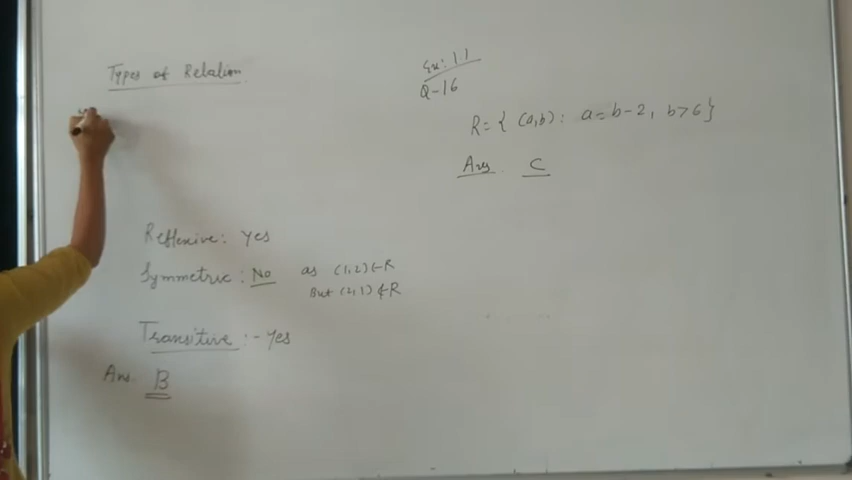 Types of Relation
Reflexive: yes
Symmetric: No as (1,2)∈R
But (2,1)∉R
Transitive:- yes
Ans. B
Ex: 1.1
Q-16
R= { (a,b): a=b-2, b>6}
Ans. C